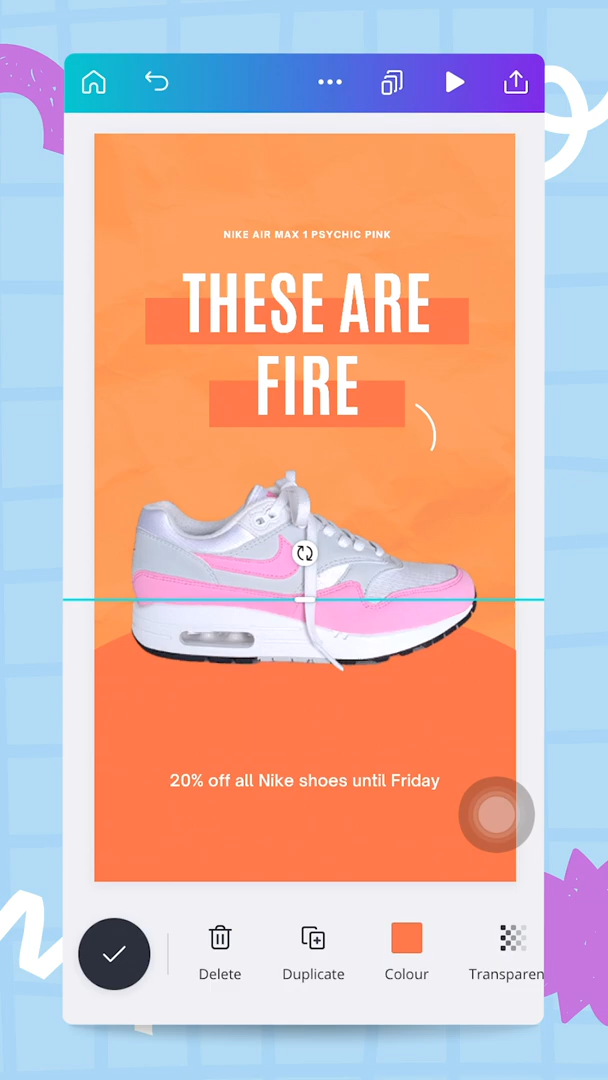 NIKE AIR MAX 1 PSYCHIC PINK
THESE ARE
FIRE
20% off all Nike shoes until Friday
Delete
Duplicate
Colour
Transparen